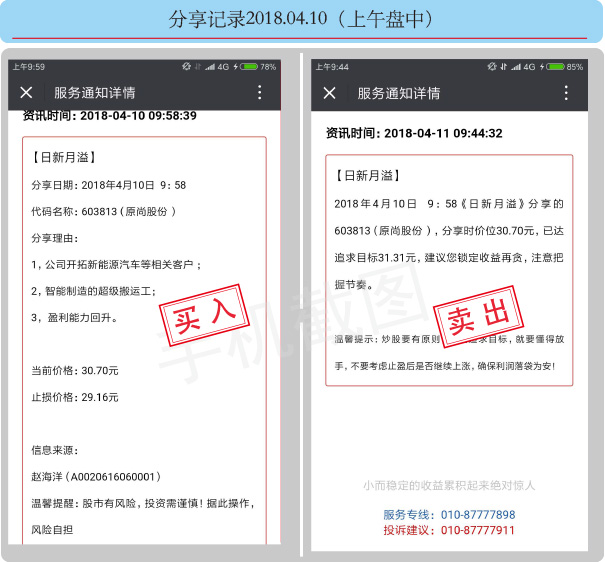 分享记录2018.04.10（上午盘中）
上午9:59
4G
78%
服务通知详情
资讯时间: 2018-04-10 09:58:39
【日新月溢】
分享日期: 2018年4月10日 9: 58
代码名称: 603813 (原尚股份 )
分享理由:
1, 公司开拓新能源汽车等相关客户 ;
2, 智能制造的超级搬运工;
3, 盈利能力回升。
买入
当前价格: 30.70元
止损价格: 29.16元
信息来源:
赵海洋 (A0020616060001)
温馨提醒: 股市有风险, 投资需谨慎! 据此操作,
风险自担
上午9:44
4G
85%
服务通知详情
资讯时间: 2018-04-11 09:44:32
【日新月溢】
2018年4月10日 9: 58《日新月溢》分享的
603813 (原尚股份 ), 分享时价位30.70元, 已达
追求目标31.31元, 建议您锁定收益再贪, 注意把
握节奏。
卖出
温馨提示: 炒股要有原则
求目标, 就要懂得放
手, 不要考虑止盈后是否继续上涨, 确保利润落袋为安!
小而稳定的收益累积起来绝对惊人
服务专线: 010-87777898
投诉建议: 010-87777911
手机截图